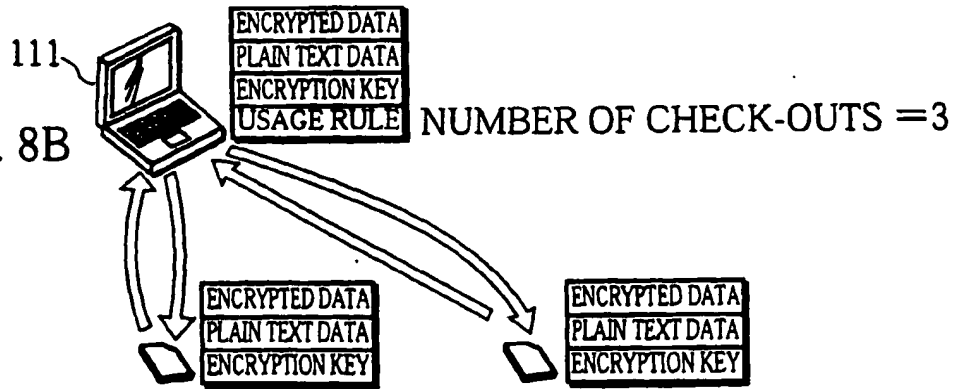 111
ENCRYPTED DATA
PLAIN TEXT DATA
ENCRYPTION KEY
USAGE RULE
NUMBER OF CHECK-OUTS =3
. 8B
ENCRYPTED DATA
PLAIN TEXT DATA
ENCRYPTION KEY
ENCRYPTED DATA
PLAIN TEXT DATA
ENCRYPTION KEY